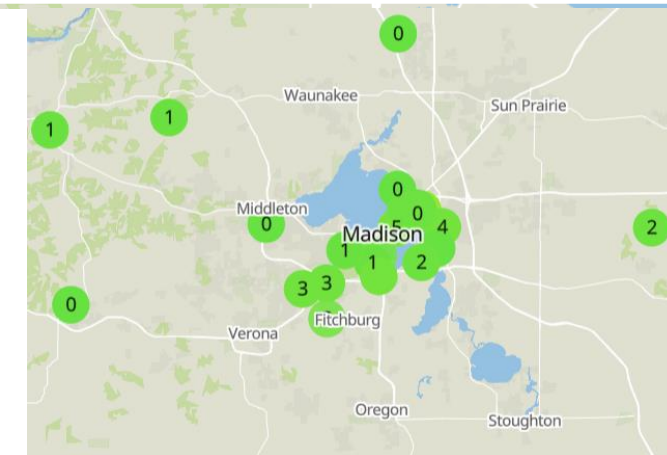 0
Waunakee
Sun Prairie
1
1
0
Middleton
0
0
5
4
2
Madison
1
1
2
3
3
0
Fitchburg
Verona
Oregon
Stoughton